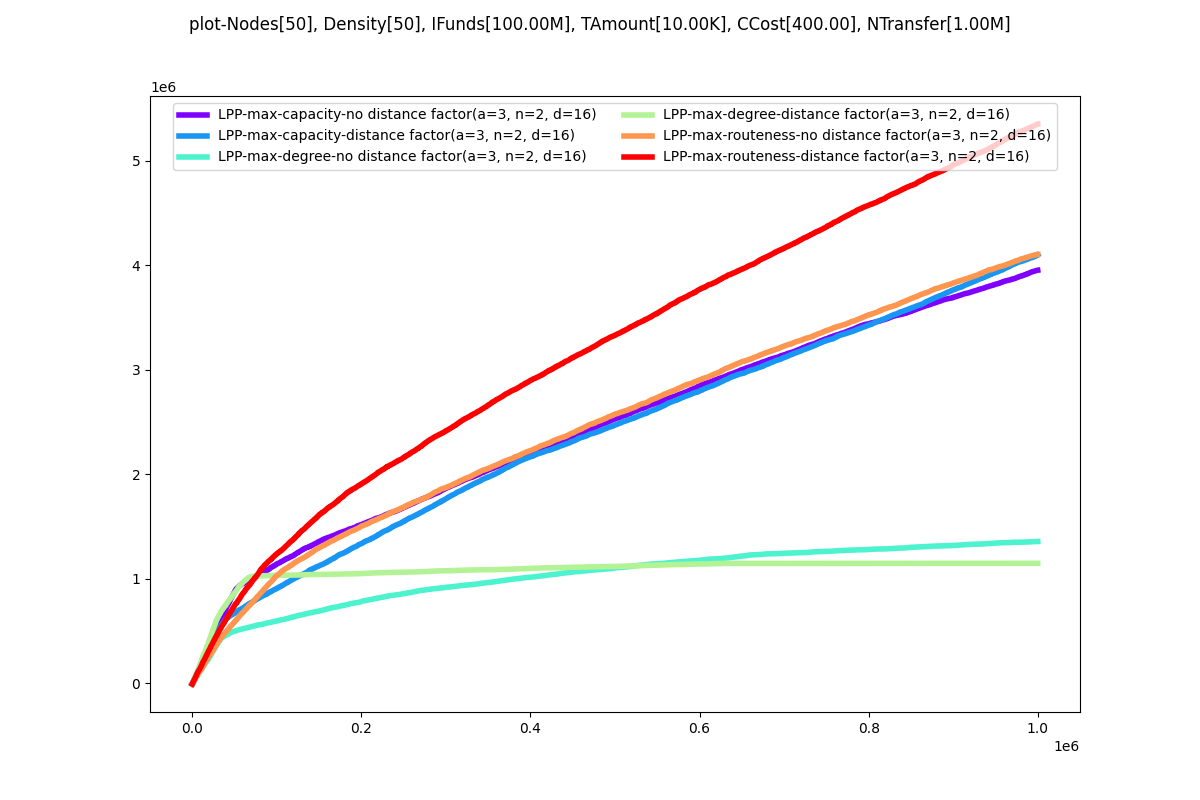 plot-Nodes[50], Density[50], IFunds[100.00M], TAmount[10.00K], CCost[400.00], NTransfer[1.00M]
1e6
LPP-max-capacity-no distance factor(a=3, n=2, d=16)
LPP-max-capacity-distance factor(a=3, n=2, d=16)
LPP-max-degree-no distance factor(a=3, n=2, d=16)
LPP-max-degree-distance factor(a=3, n=2, d=16)
LPP-max-routeness-no distance factor(a=3, n=2, d=16)
LPP-max-routeness-distance factor(a=3, n=2, d=16)
5
4
3
2
1
0
0.0 0.2 0.4 0.6 0.8 1.0
1e6